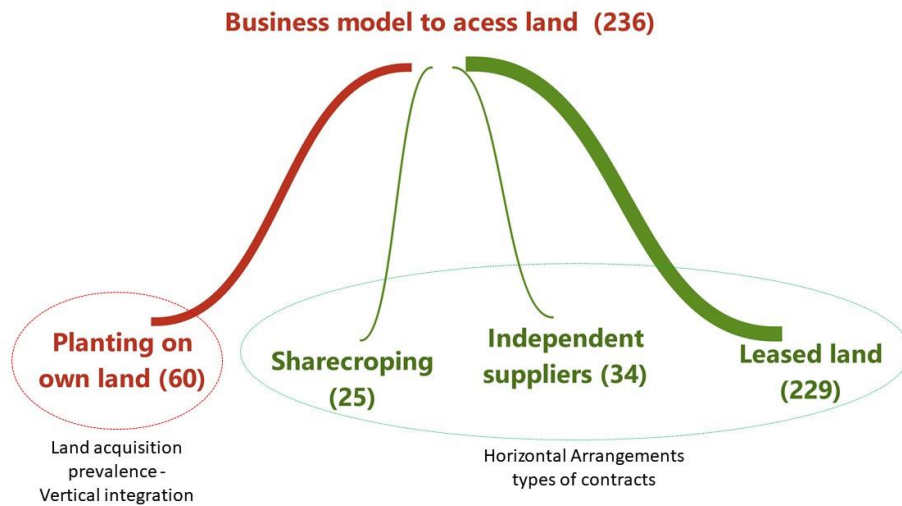 Business model to acess land (236)
Planting on
own land (60)
Sharecroping
(25)
Independent
suppliers (34)
Leased land
(229)
Land acquisition
prevalence -
Vertical integration
Horizontal Arrangements
types of contracts